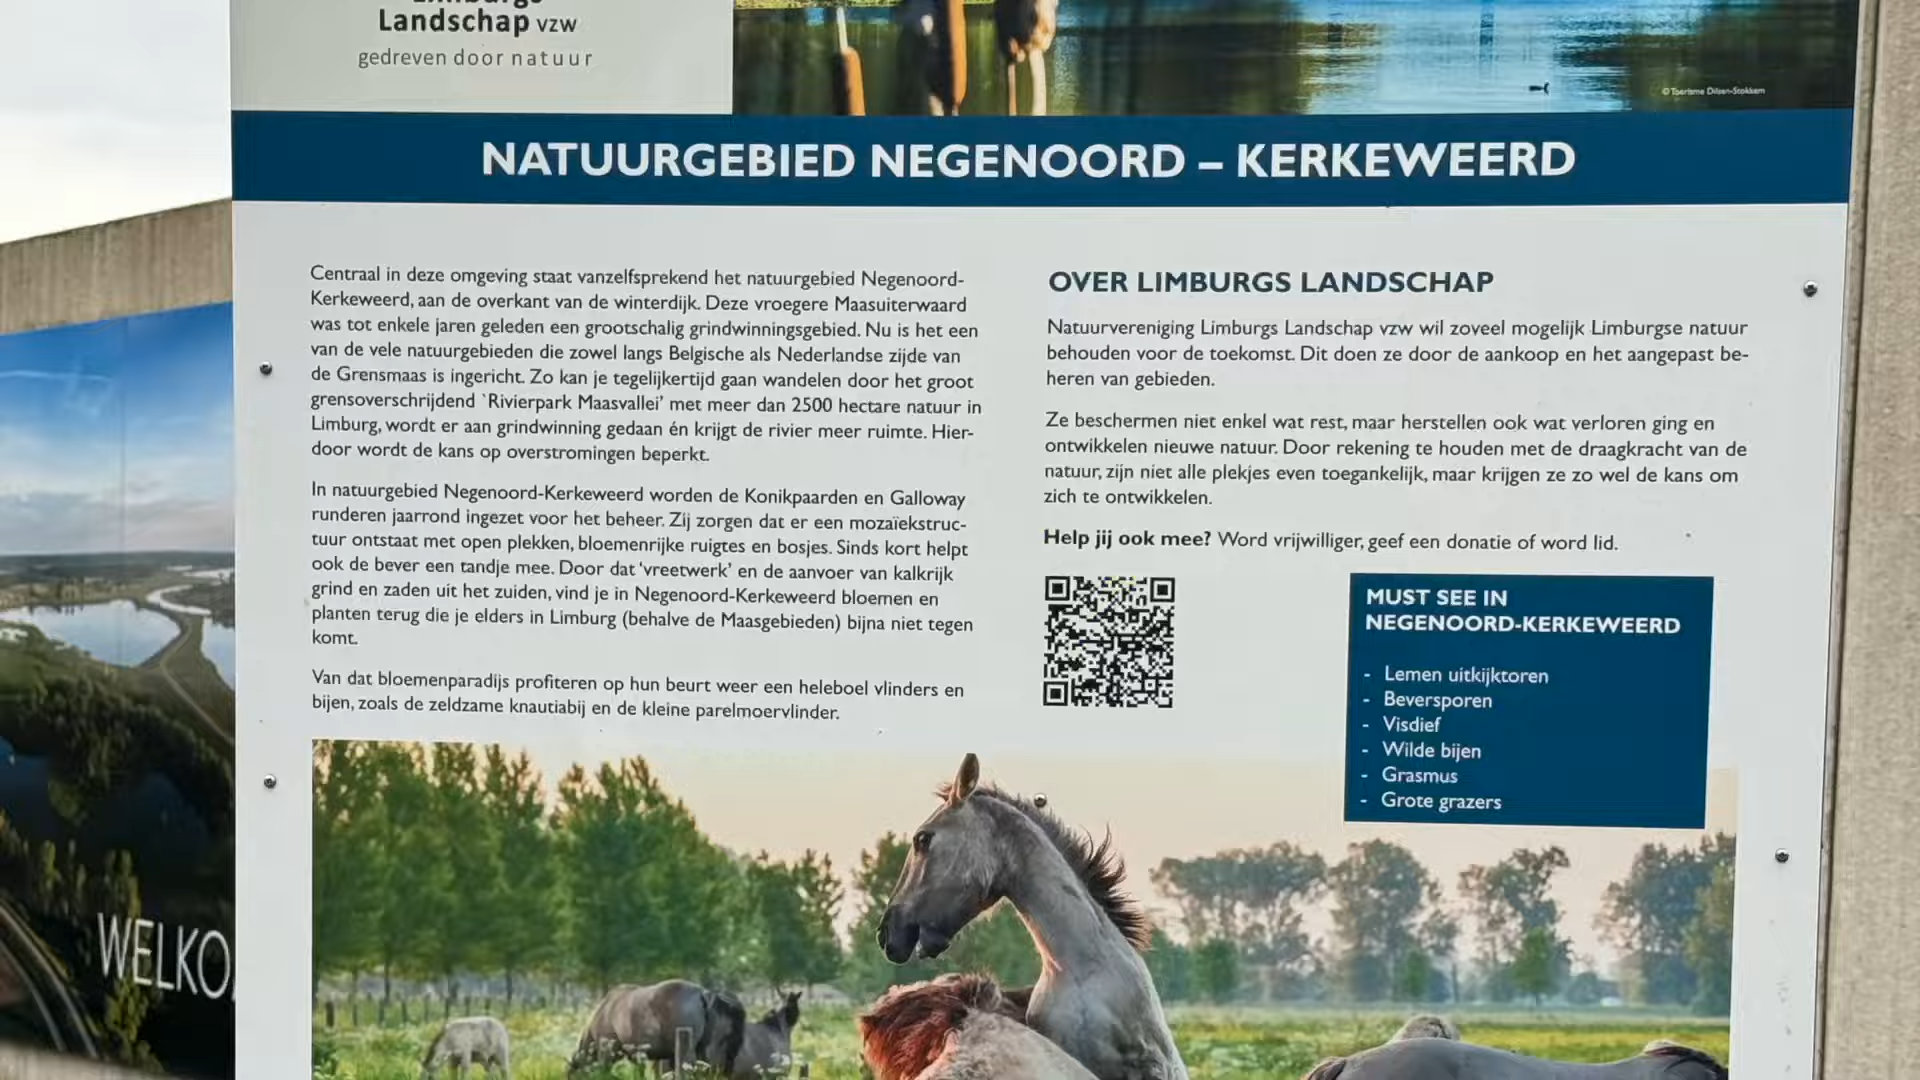 Landschap vzw
gedreven door natuur
© Toerisme Dilsen-Stokkem
NATUURGEBIED NEGENOORD – KERKEWEERD
Centraal in deze omgeving staat vanzelfsprekend het natuurgebied Negenoord-
Kerkeweerd, aan de overkant van de winterdijk. Deze vroegere Maasuiterwaard
was tot enkele jaren geleden een grootschalig grindwinningsgebied. Nu is het een
van de vele natuurgebieden die zowel langs Belgische als Nederlandse zijde van
de Grensmaas is ingericht. Zo kan je tegelijkertijd gaan wandelen door het groot
grensoverschrijdend `Rivierpark Maasvallei’ met meer dan 2500 hectare natuur in
Limburg, wordt er aan grindwinning gedaan én krijgt de rivier meer ruimte. Hier-
door wordt de kans op overstromingen beperkt.
In natuurgebied Negenoord-Kerkeweerd worden de Konikpaarden en Galloway
runderen jaarrond ingezet voor het beheer. Zij zorgen dat er een mozaïekstruc-
tuur ontstaat met open plekken, bloemenrijke ruigtes en bosjes. Sinds kort helpt
ook de bever een tandje mee. Door dat ‘vreetwerk’ en de aanvoer van kalkrijk
grind en zaden uit het zuiden, vind je in Negenoord-Kerkeweerd bloemen en
planten terug die je elders in Limburg (behalve de Maasgebieden) bijna niet tegen
komt.
Van dat bloemenparadijs profiteren op hun beurt weer een heleboel vlinders en
bijen, zoals de zeldzame knautiabij en de kleine parelmoervlinder.
OVER LIMBURGS LANDSCHAP
Natuurvereniging Limburgs Landschap vzw wil zoveel mogelijk Limburgse natuur
behouden voor de toekomst. Dit doen ze door de aankoop en het aangepast be-
heren van gebieden.
Ze beschermen niet enkel wat rest, maar herstellen ook wat verloren ging en
ontwikkelen nieuwe natuur. Door rekening te houden met de draagkracht van de
natuur, zijn niet alle plekjes even toegankelijk, maar krijgen ze zo wel de kans om
zich te ontwikkelen.
Help jij ook mee? Word vrijwilliger, geef een donatie of word lid.
MUST SEE IN
NEGENOORD-KERKEWEERD
- Lemen uitkijktoren
- Beversporen
- Visdief
- Wilde bijen
- Grasmus
- Grote grazers
WELKO